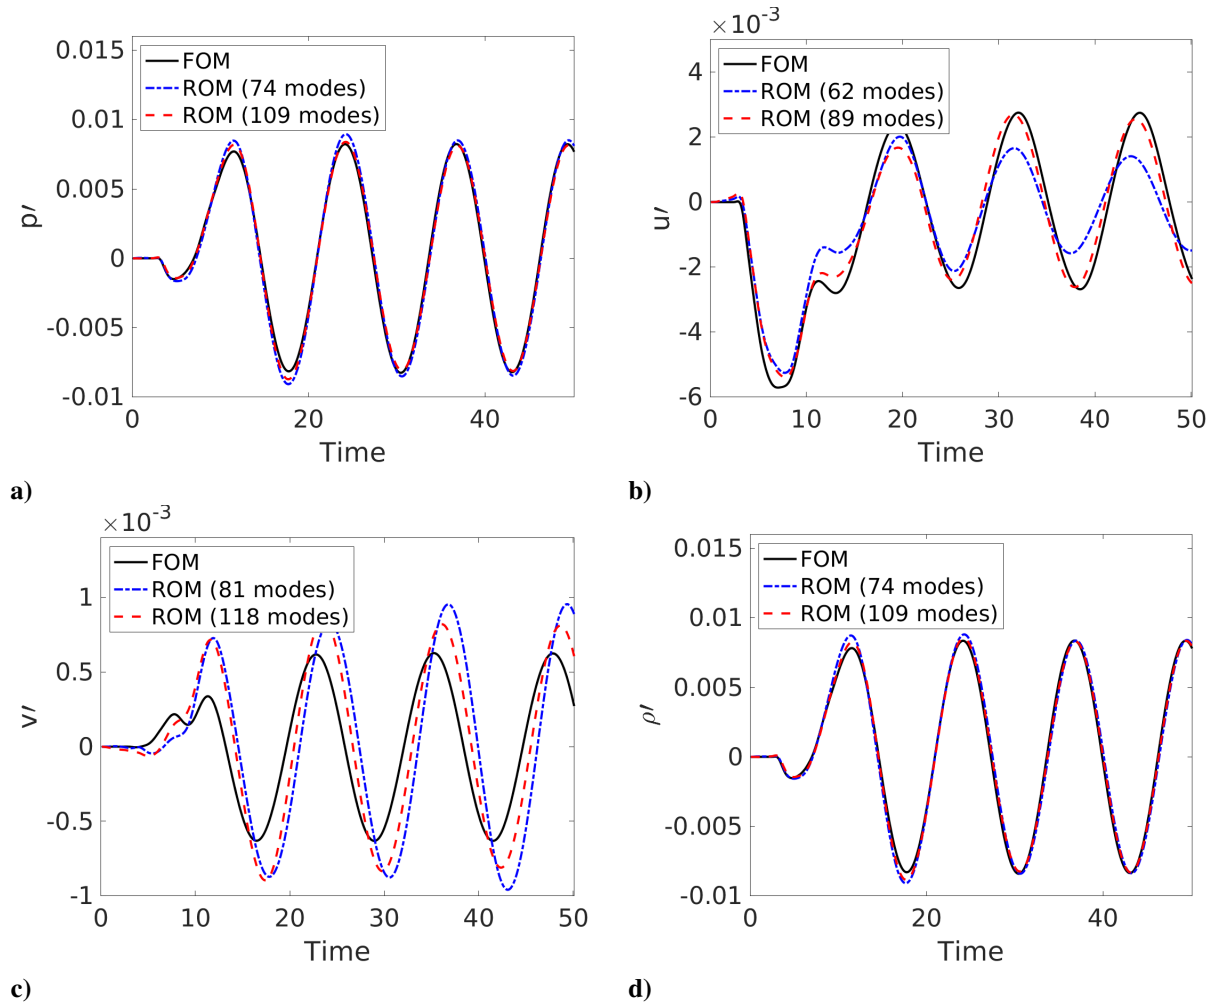 0.015
0.01
0.005
0
-0.005
-0.01
p′
FOM
ROM (74 modes)
ROM (109 modes)
0 20 40
Time
a)
×10-3
4
2
0
-2
-4
-6
u′
FOM
ROM (62 modes)
ROM (89 modes)
0 10 20 30 40 50
Time
b)
×10-3
1
0.5
0
-0.5
-1
v′
FOM
ROM (81 modes)
ROM (118 modes)
0 10 20 30 40 50
Time
c)
0.015
0.01
0.005
0
-0.005
-0.01
ρ′
FOM
ROM (74 modes)
ROM (109 modes)
0 20 40
Time
d)